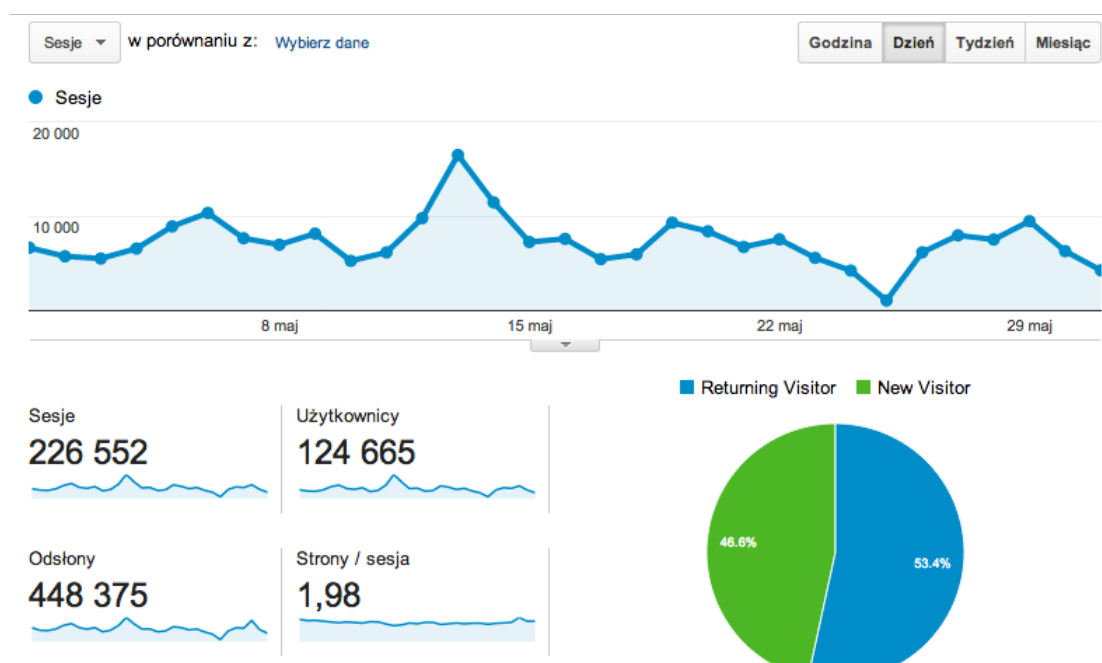 Sesje w porównaniu z: Wybierz dane
Godzina Dzień Tydzień Miesiąc
Sesje
20 000
10 000
8 maj 15 maj 22 maj 29 maj
Returning Visitor New Visitor
Sesje
226 552
Użytkownicy
124 665
Odsłony
448 375
Strony / sesja
1,98
46.6%
53.4%